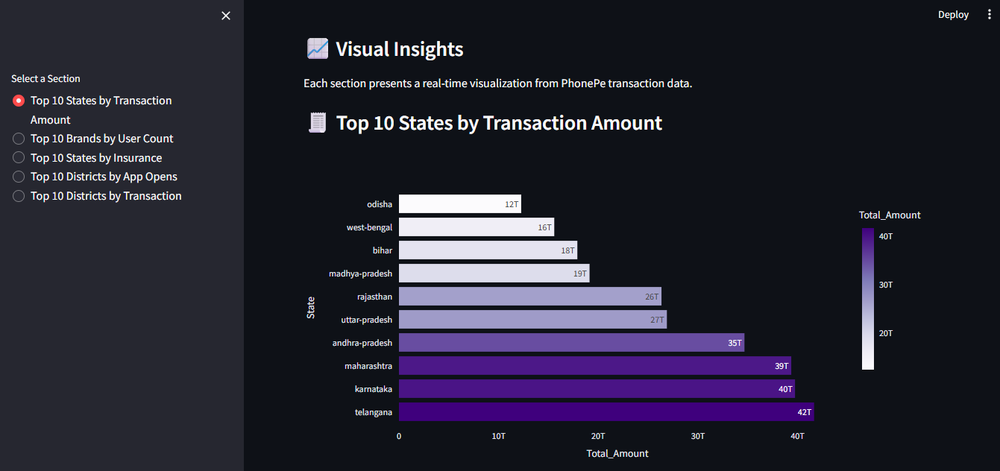 Deploy
Select a Section
Top 10 States by Transaction
Amount
Top 10 Brands by User Count
Top 10 States by Insurance
Top 10 Districts by App Opens
Top 10 Districts by Transaction
Visual Insights
Each section presents a real-time visualization from PhonePe transaction data.
Top 10 States by Transaction Amount
State
odisha 12T
west-bengal 16T
bihar 18T
madhya-pradesh 19T
rajasthan 26T
uttar-pradesh 27T
andhra-pradesh 35T
maharashtra 39T
karnataka 40T
telangana 42T
0 10T 20T 30T 40T
Total_Amount
Total_Amount
40T
30T
20T